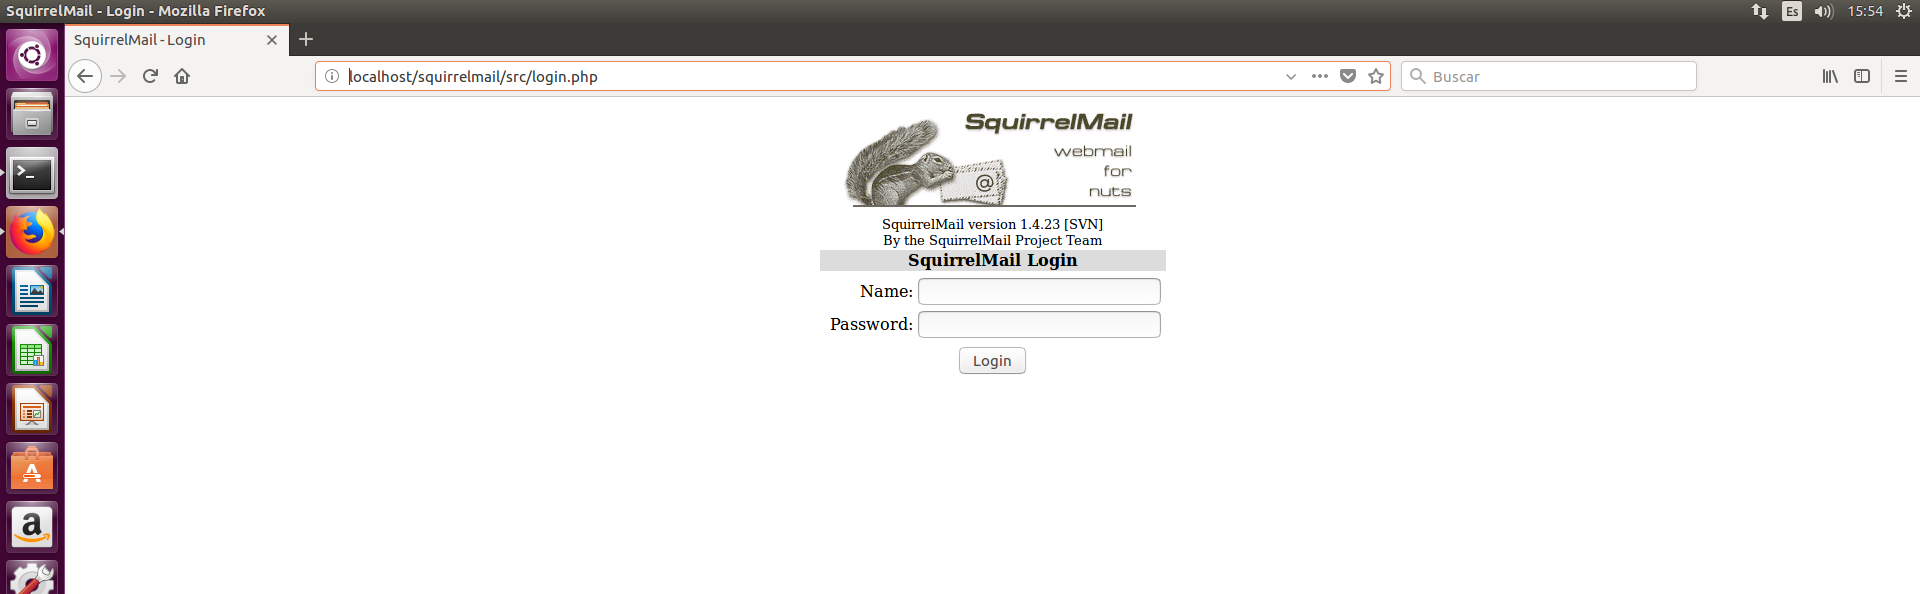 SquirrelMail - Login - Mozilla Firefox
Es
15:54
SquirrelMail - Login
localhost/squirrelmail/src/login.php
Buscar
SquirrelMail
webmail
for
nuts
@
SquirrelMail version 1.4.23 [SVN]
By the SquirrelMail Project Team
SquirrelMail Login
Name:
Password:
Login